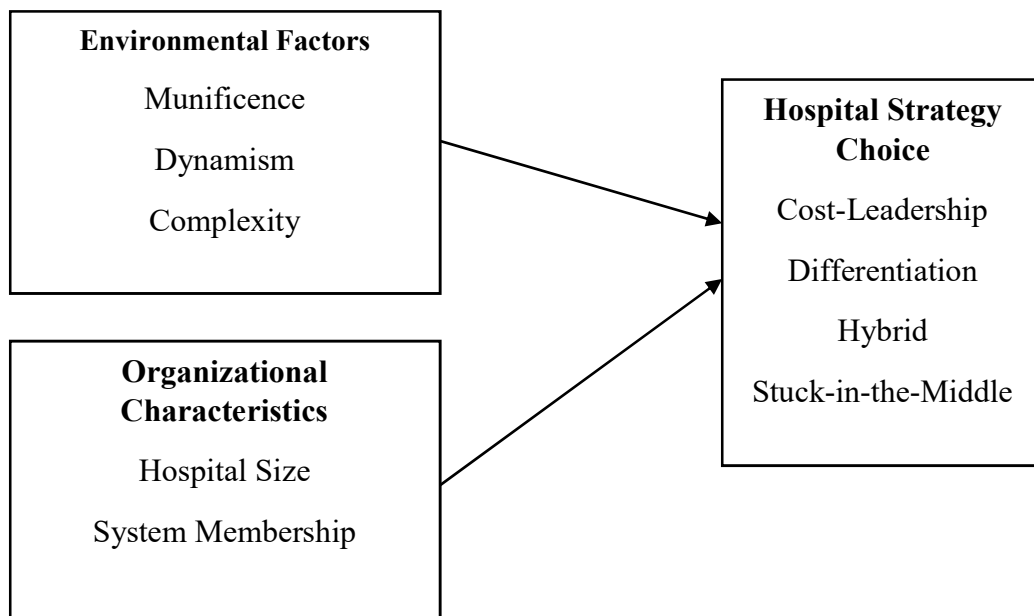 Environmental Factors
Munificence
Dynamism
Complexity
Organizational
Characteristics
Hospital Size
System Membership
Hospital Strategy
Choice
Cost-Leadership
Differentiation
Hybrid
Stuck-in-the-Middle